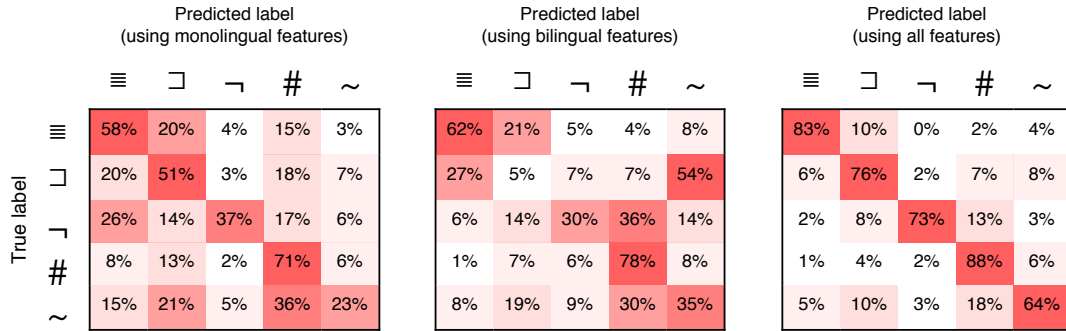 Predicted label Predicted label Predicted label
(using monolingual features) (using bilingual features) (using all features)
≡ ⊐ ¬ # ~ ≡ ⊐ ¬ # ~ ≡ ⊐ ¬ # ~
True label
≡ 58% 20% 4% 15% 3% 62% 21% 5% 4% 8% 83% 10% 0% 2% 4%
⊐ 20% 51% 3% 18% 7% 27% 5% 7% 7% 54% 6% 76% 2% 7% 8%
¬ 26% 14% 37% 17% 6% 6% 14% 30% 36% 14% 2% 8% 73% 13% 3%
# 8% 13% 2% 71% 6% 1% 7% 6% 78% 8% 1% 4% 2% 88% 6%
~ 15% 21% 5% 36% 23% 8% 19% 9% 30% 35% 5% 10% 3% 18% 64%